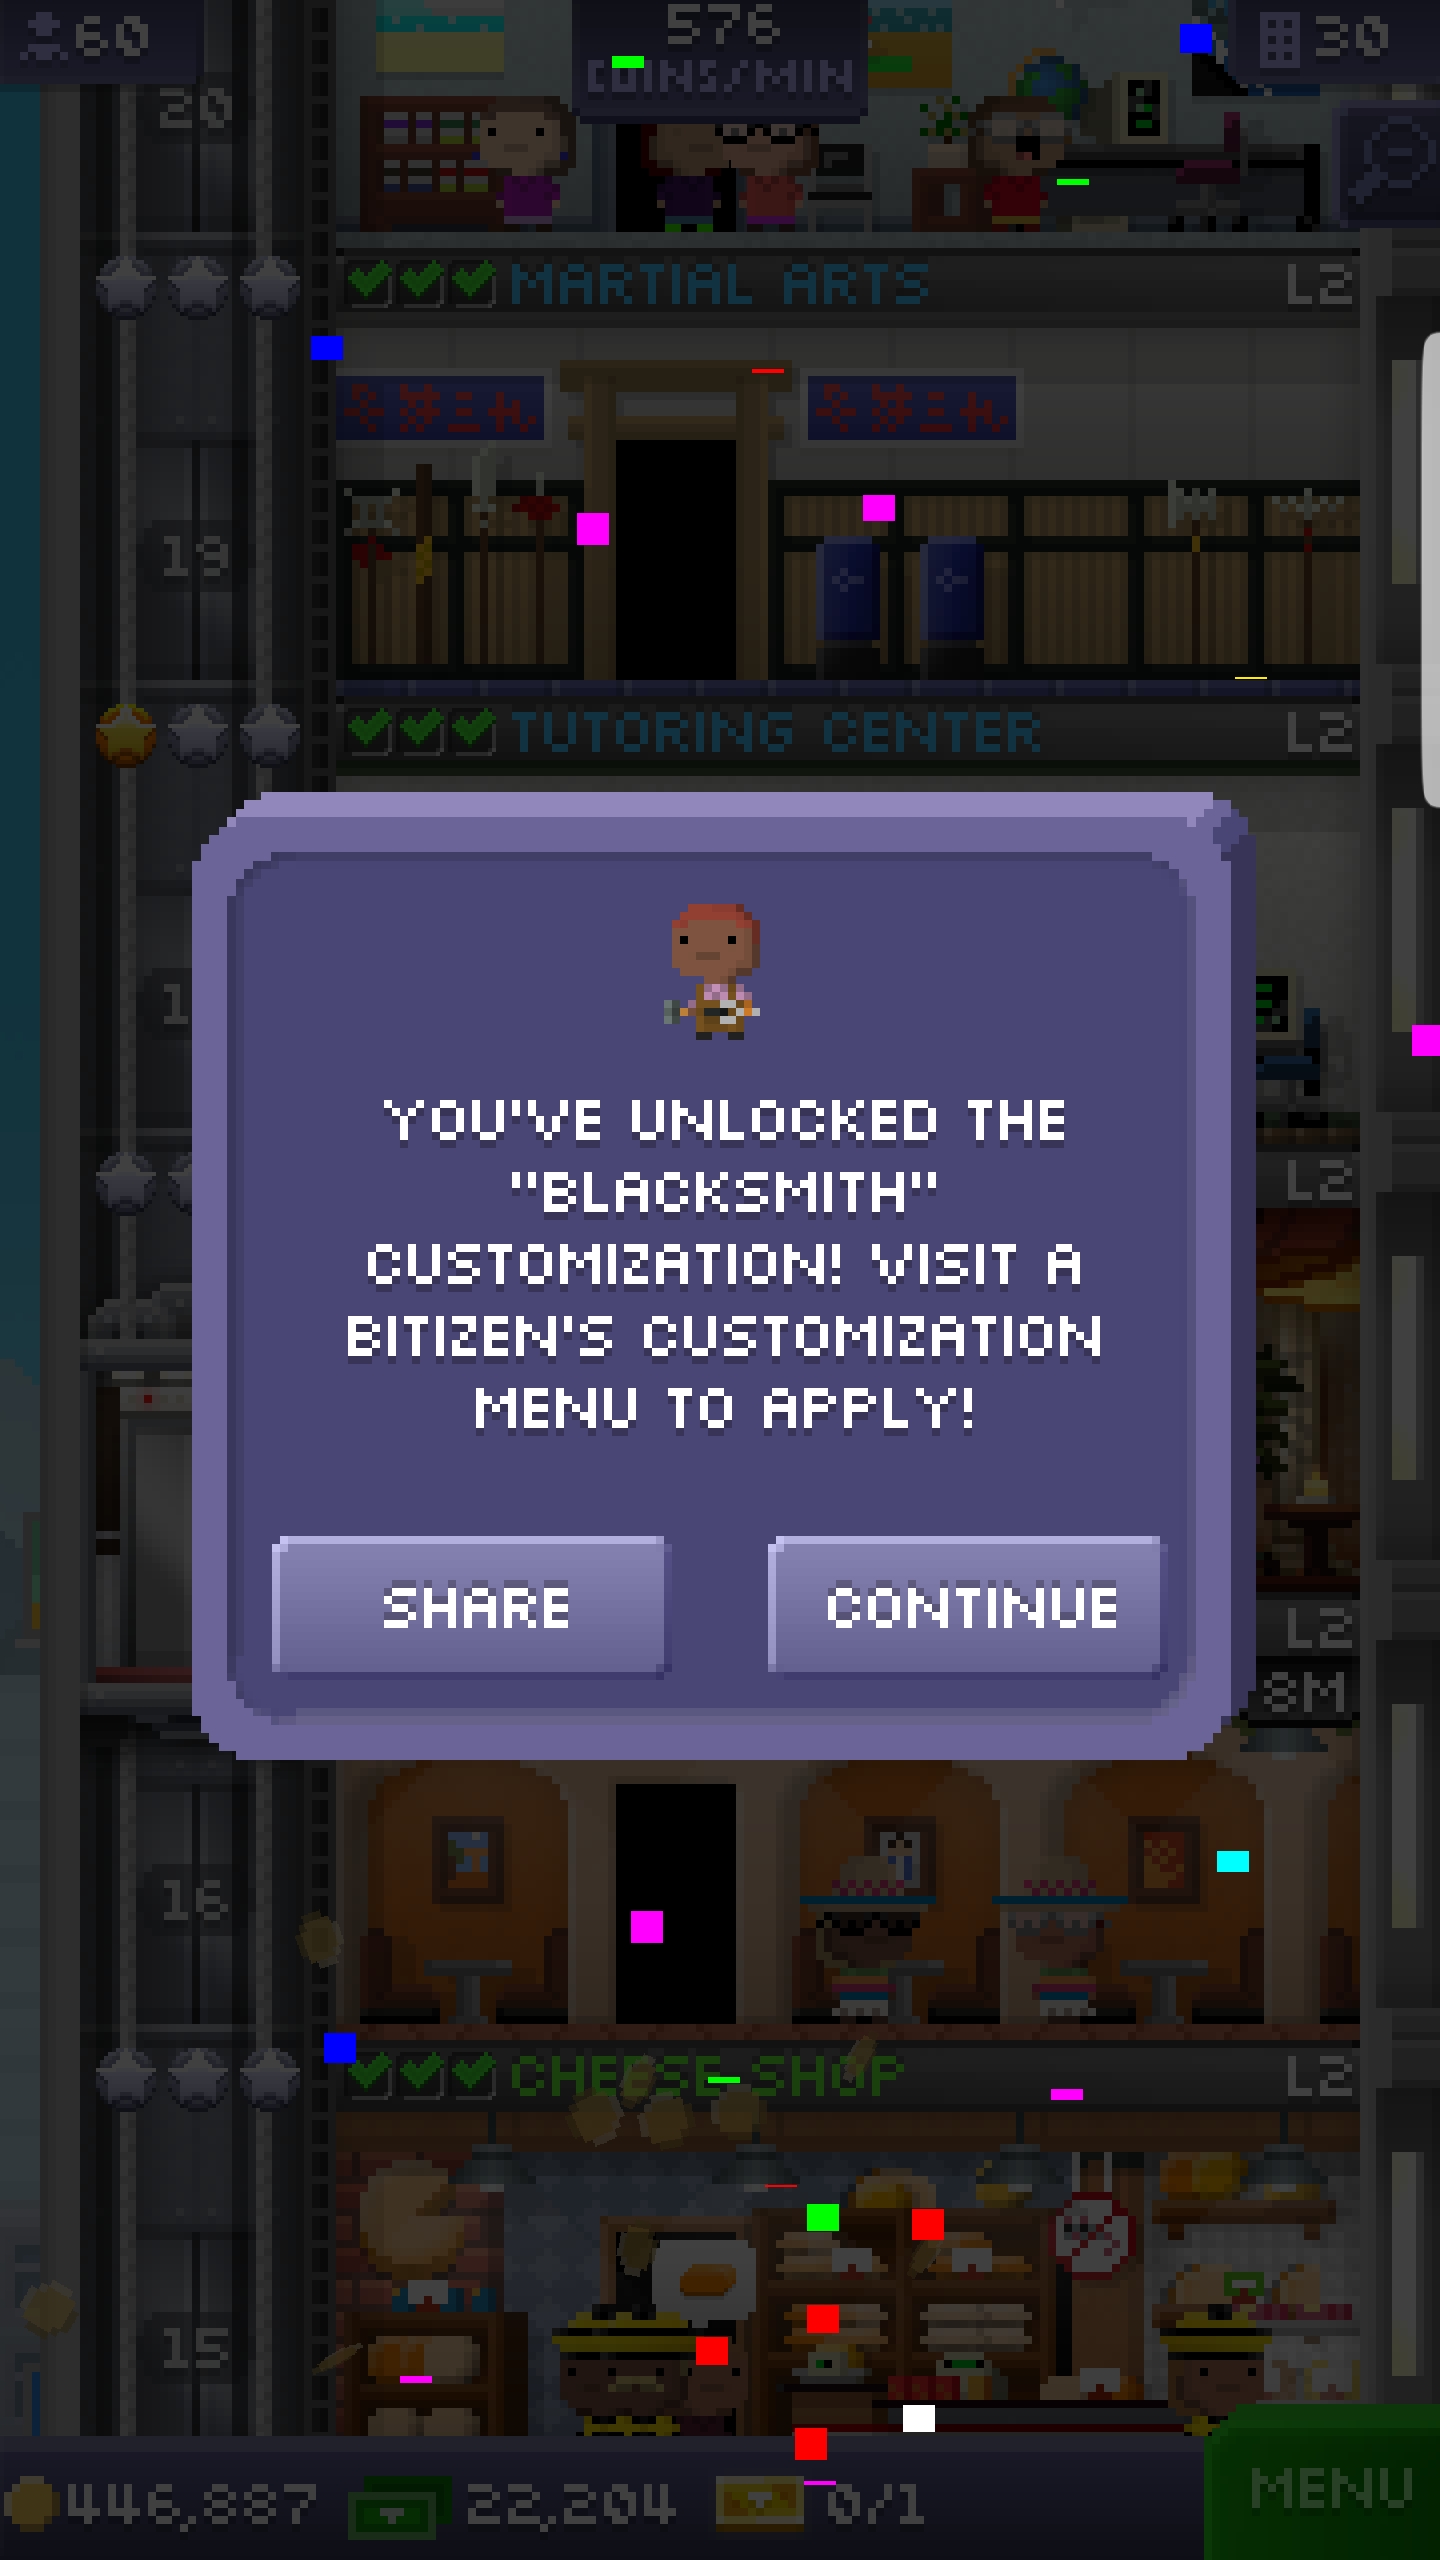 60
576
COINS/MIN
30
20
MARTIAL ARTS
L2
19
TUTORING CENTER
L2
1
YOU'VE UNLOCKED THE
"BLACKSMITH"
CUSTOMIZATION! VISIT A
BITIZEN'S CUSTOMIZATION
MENU TO APPLY!
L2
SHARE
CONTINUE
L2
8M
16
CHEESE SHOP
L2
15
446,887
22,204
0/1
MENU